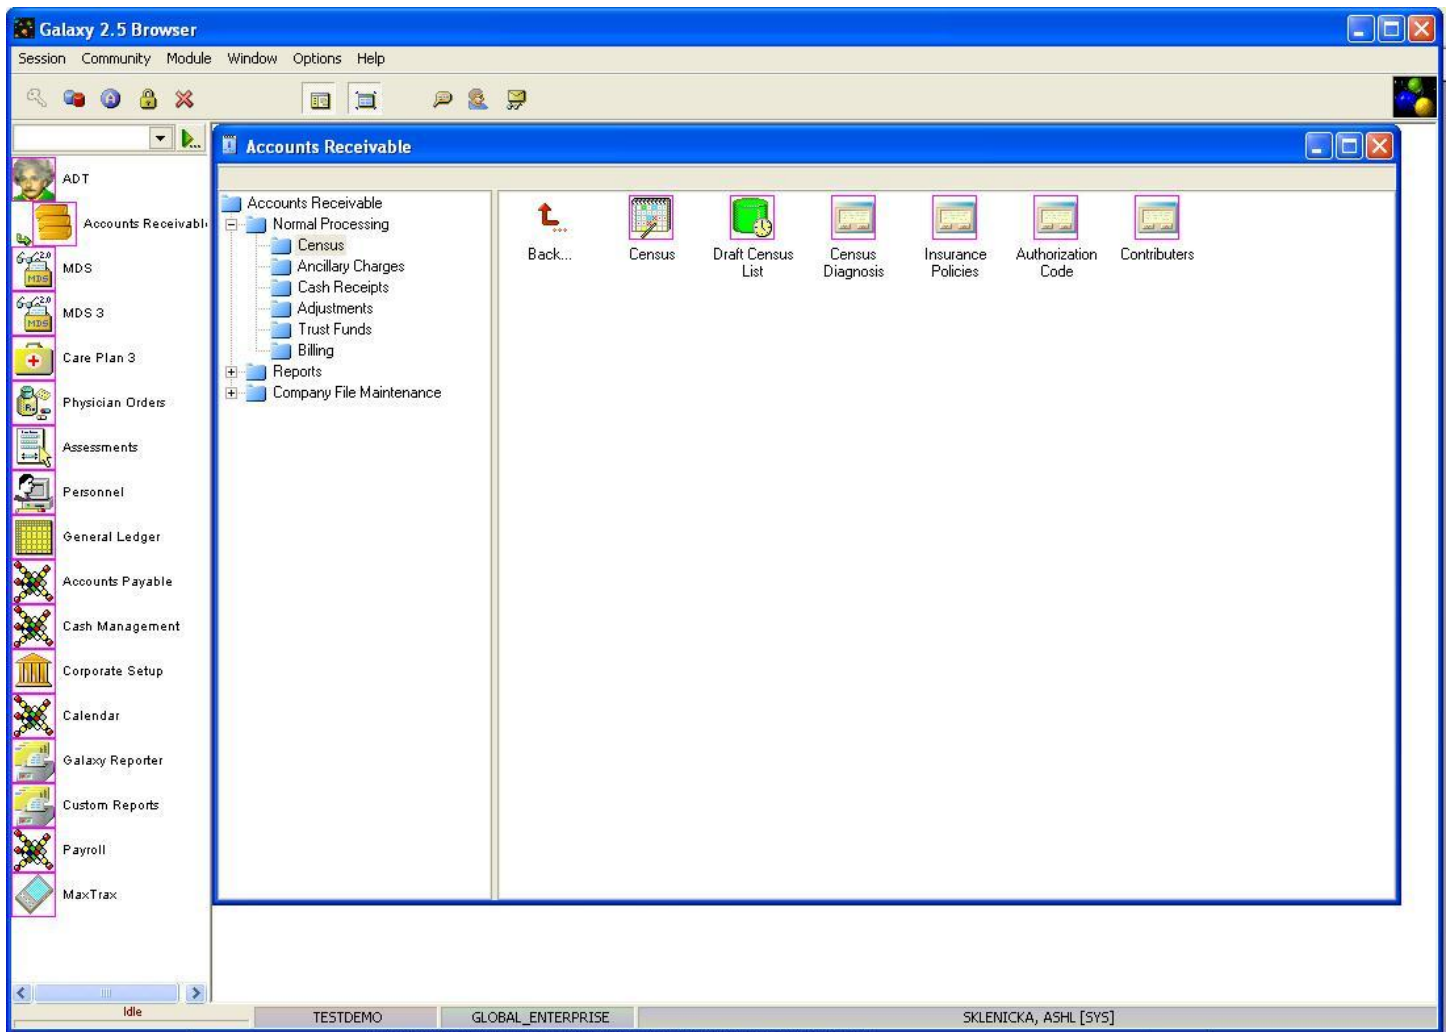 Galaxy 2.5 Browser
Session Community Module Window Options Help
Accounts Receivable
ADT
Accounts Receivabl
MDS
MDS 3
Care Plan 3
Physician Orders
Assessments
Personnel
General Ledger
Accounts Payable
Cash Management
Corporate Setup
Calendar
Galaxy Reporter
Custom Reports
Payroll
MaxTrax
Accounts Receivable
Normal Processing
Census
Ancillary Charges
Cash Receipts
Adjustments
Trust Funds
Billing
Reports
Company File Maintenance
Back...
Census
Draft Census
List
Census
Diagnosis
Insurance
Policies
Authorization
Code
Contributers
Idle
TESTDEMO
GLOBAL_ENTERPRISE
SKLENICKA, ASHL [SYS]